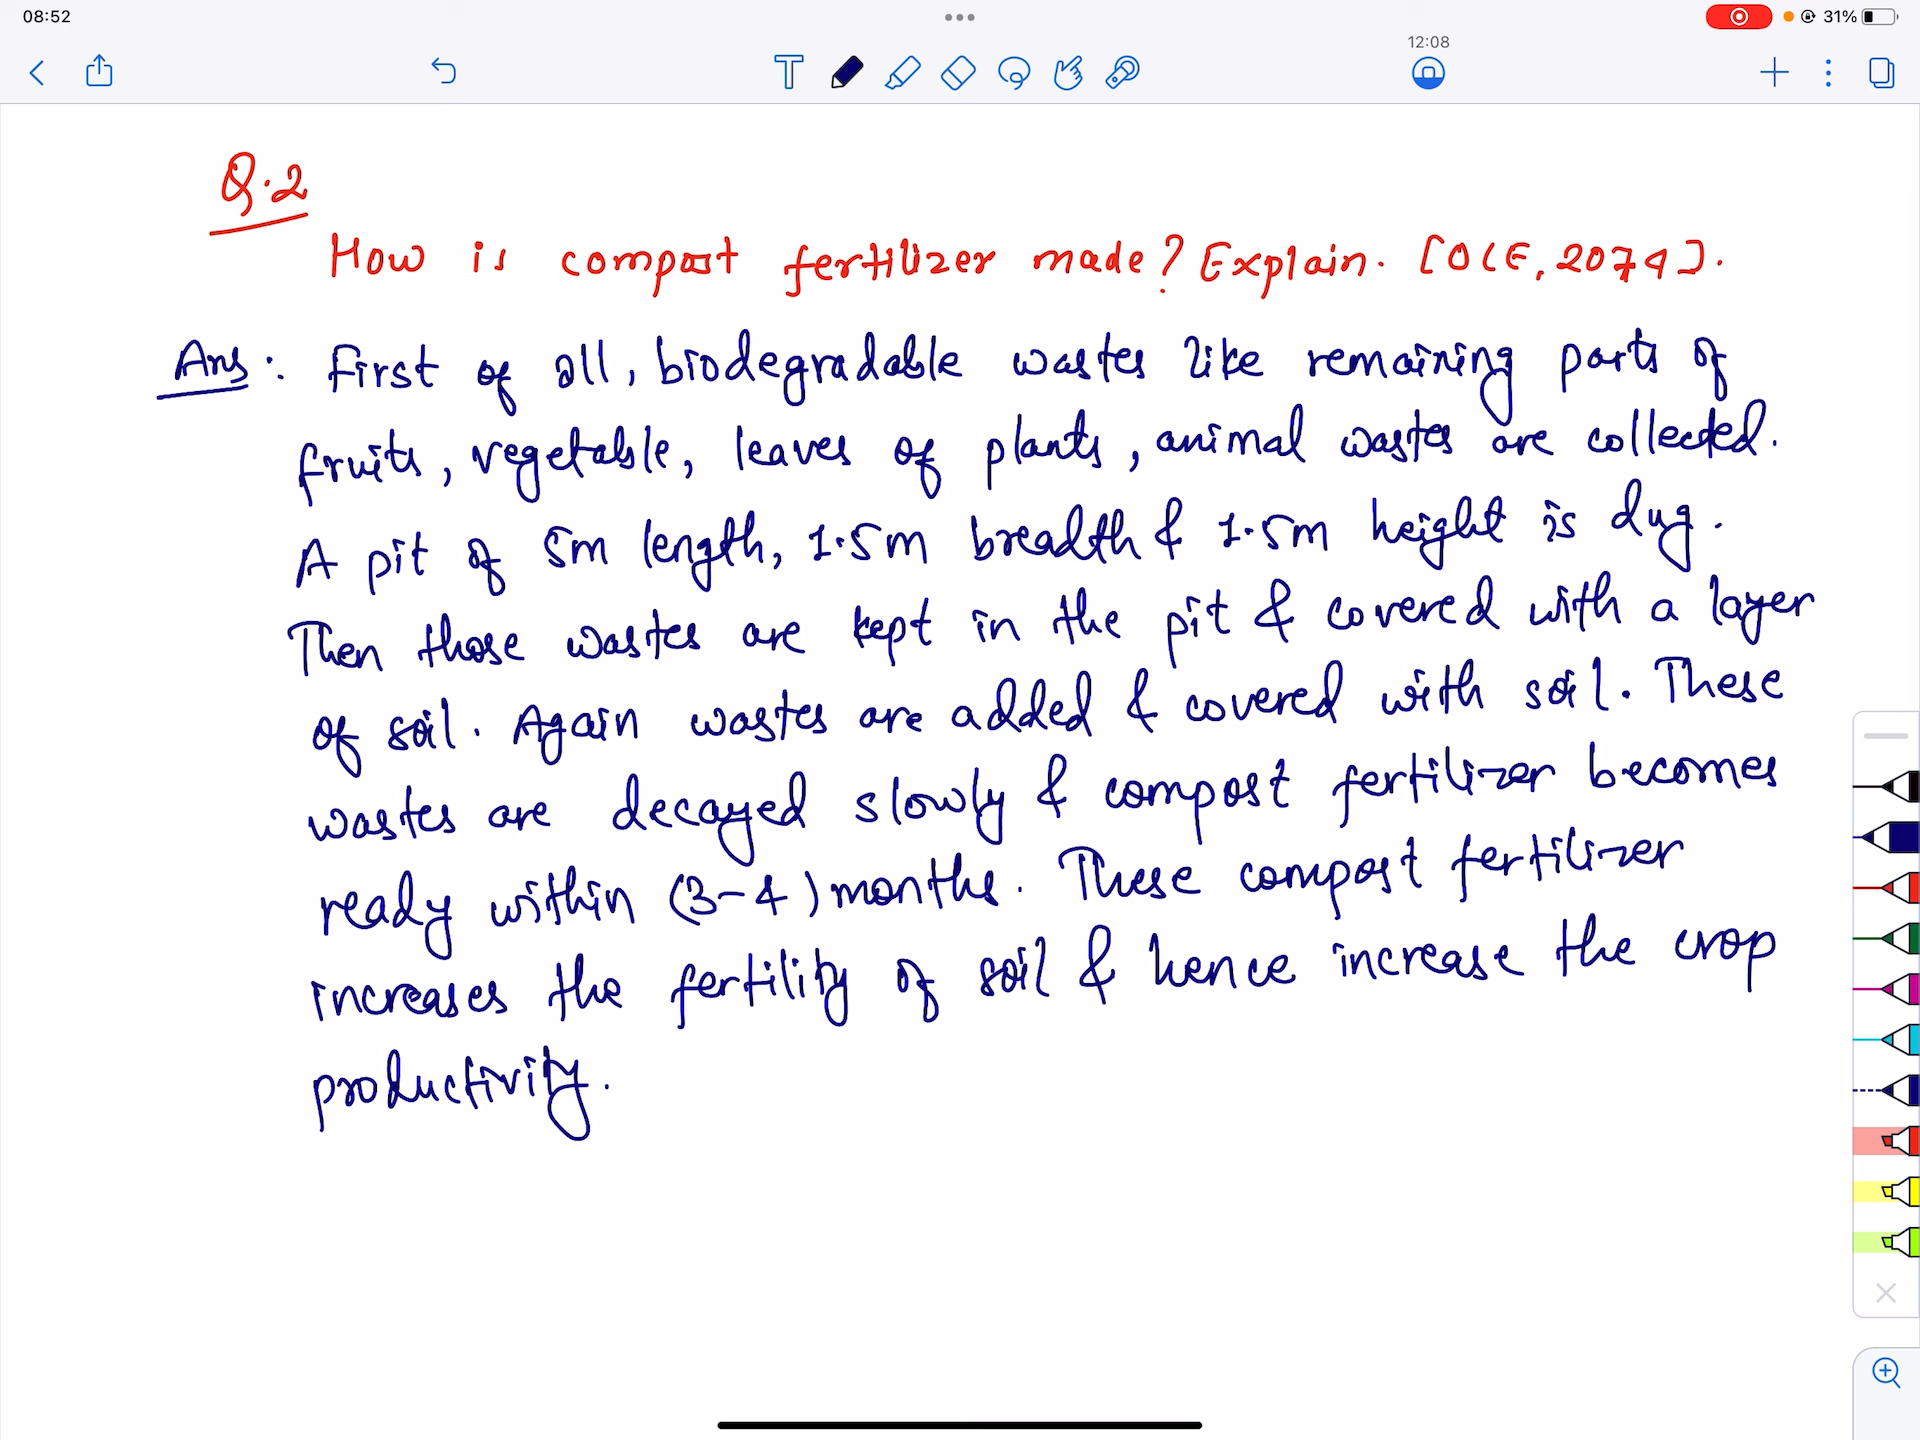 08:52
31%
12:08
T
Q.2
How is compost fertilizer made? Explain. [OLE, 2074].
Ans: First of all, biodegradable wastes like remaining parts of
fruits, vegetable, leaves of plants, animal wastes are collected.
A pit of 5m length, 1.5m breadth & 1.5m height is dug.
Then those wastes are kept in the pit & covered with a layer
of soil. Again wastes are added & covered with soil. These
wastes are decayed slowly & compost fertilizer becomes
ready within (3-4) months. These compost fertilizer
increases the fertility of soil & hence increase the crop
productivity.